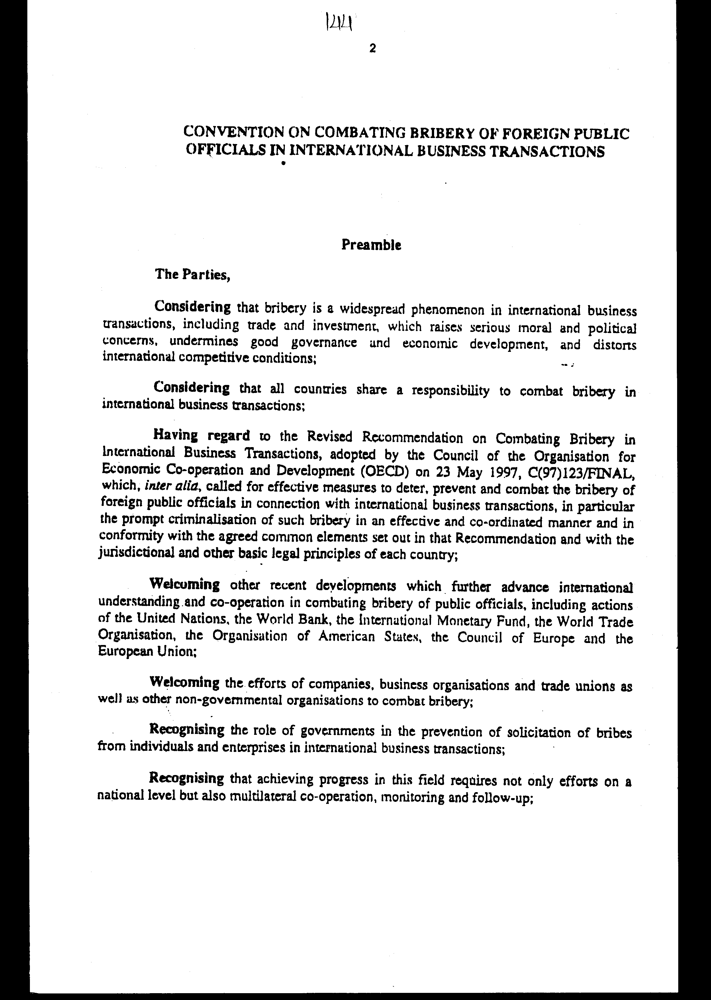 144
2
CONVENTION ON COMBATING BRIBERY OF FOREIGN PUBLIC
OFFICIALS IN INTERNATIONAL BUSINESS TRANSACTIONS
Preamble
The Parties,
Considering that bribery is a widespread phenomenon in international business
transactions, including trade and investment, which raises serious moral and political
concerns, undermines good governance and economic development, and distorts
international competitive conditions;
Considering that all countries share a responsibility to combat bribery in
international business transactions;
Having regard to the Revised Recommendation on Combating Bribery in
International Business Transactions, adopted by the Council of the Organisation for
Economic Co-operation and Development (OECD) on 23 May 1997, C(97)123/FINAL,
which, inter alia, called for effective measures to deter, prevent and combat the bribery of
foreign public officials in connection with international business transactions, in particular
the prompt criminalisation of such bribery in an effective and co-ordinated manner and in
conformity with the agreed common elements set out in that Recommendation and with the
jurisdictional and other basic legal principles of each country;
Welcoming other recent developments which further advance international
understanding and co-operation in combating bribery of public officials, including actions
of the United Nations, the World Bank, the International Monetary Fund, the World Trade
Organisation, the Organisation of American States, the Council of Europe and the
European Union;
Welcoming the efforts of companies, business organisations and trade unions as
well as other non-governmental organisations to combat bribery;
Recognising the role of governments in the prevention of solicitation of bribes
from individuals and enterprises in international business transactions;
Recognising that achieving progress in this field requires not only efforts on a
national level but also multilateral co-operation, monitoring and follow-up;